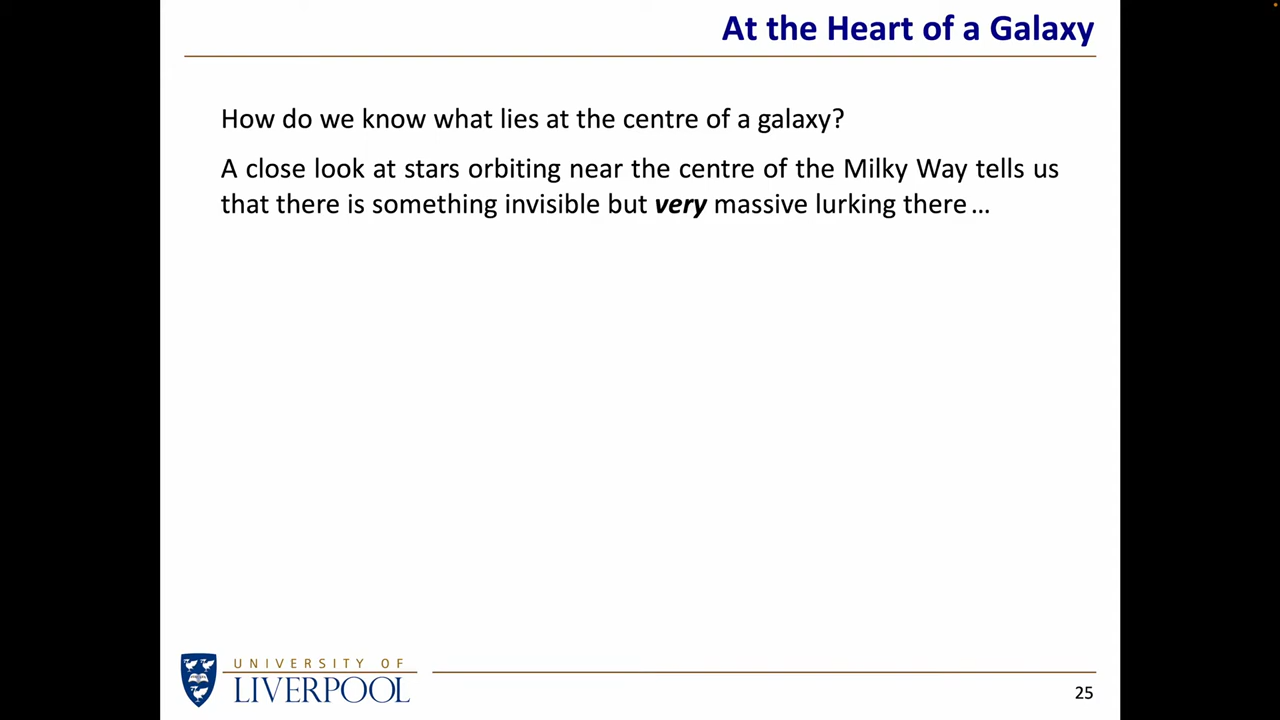 At the Heart of a Galaxy
How do we know what lies at the centre of a galaxy?
A close look at stars orbiting near the centre of the Milky Way tells us
that there is something invisible but very massive lurking there ...
UNIVERSITY OF
LIVERPOOL
25